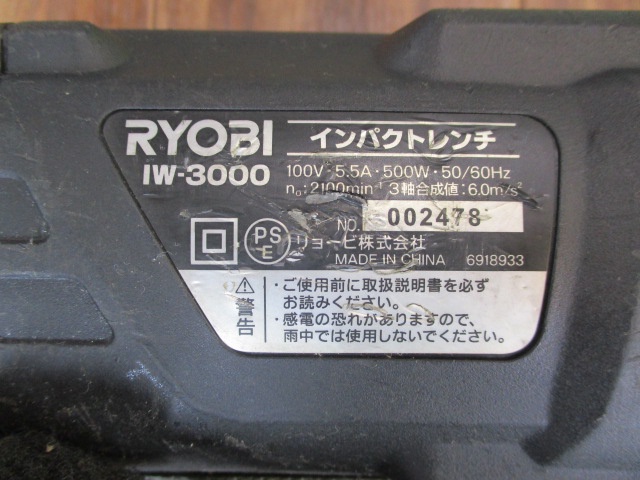 RYOBI インパクトレンチ
IW-3000 100V・5.5A・500W・50/60Hz
n₀:2100min⁻¹ 3軸合成値:6.0m/s²
NO. 002478
PS E リョービ株式会社
MADE IN CHINA 6918933
警告
・ご使用前に取扱説明書を必ず
お読みください。
・感電の恐れがありますので、
雨中では使用しないでください。